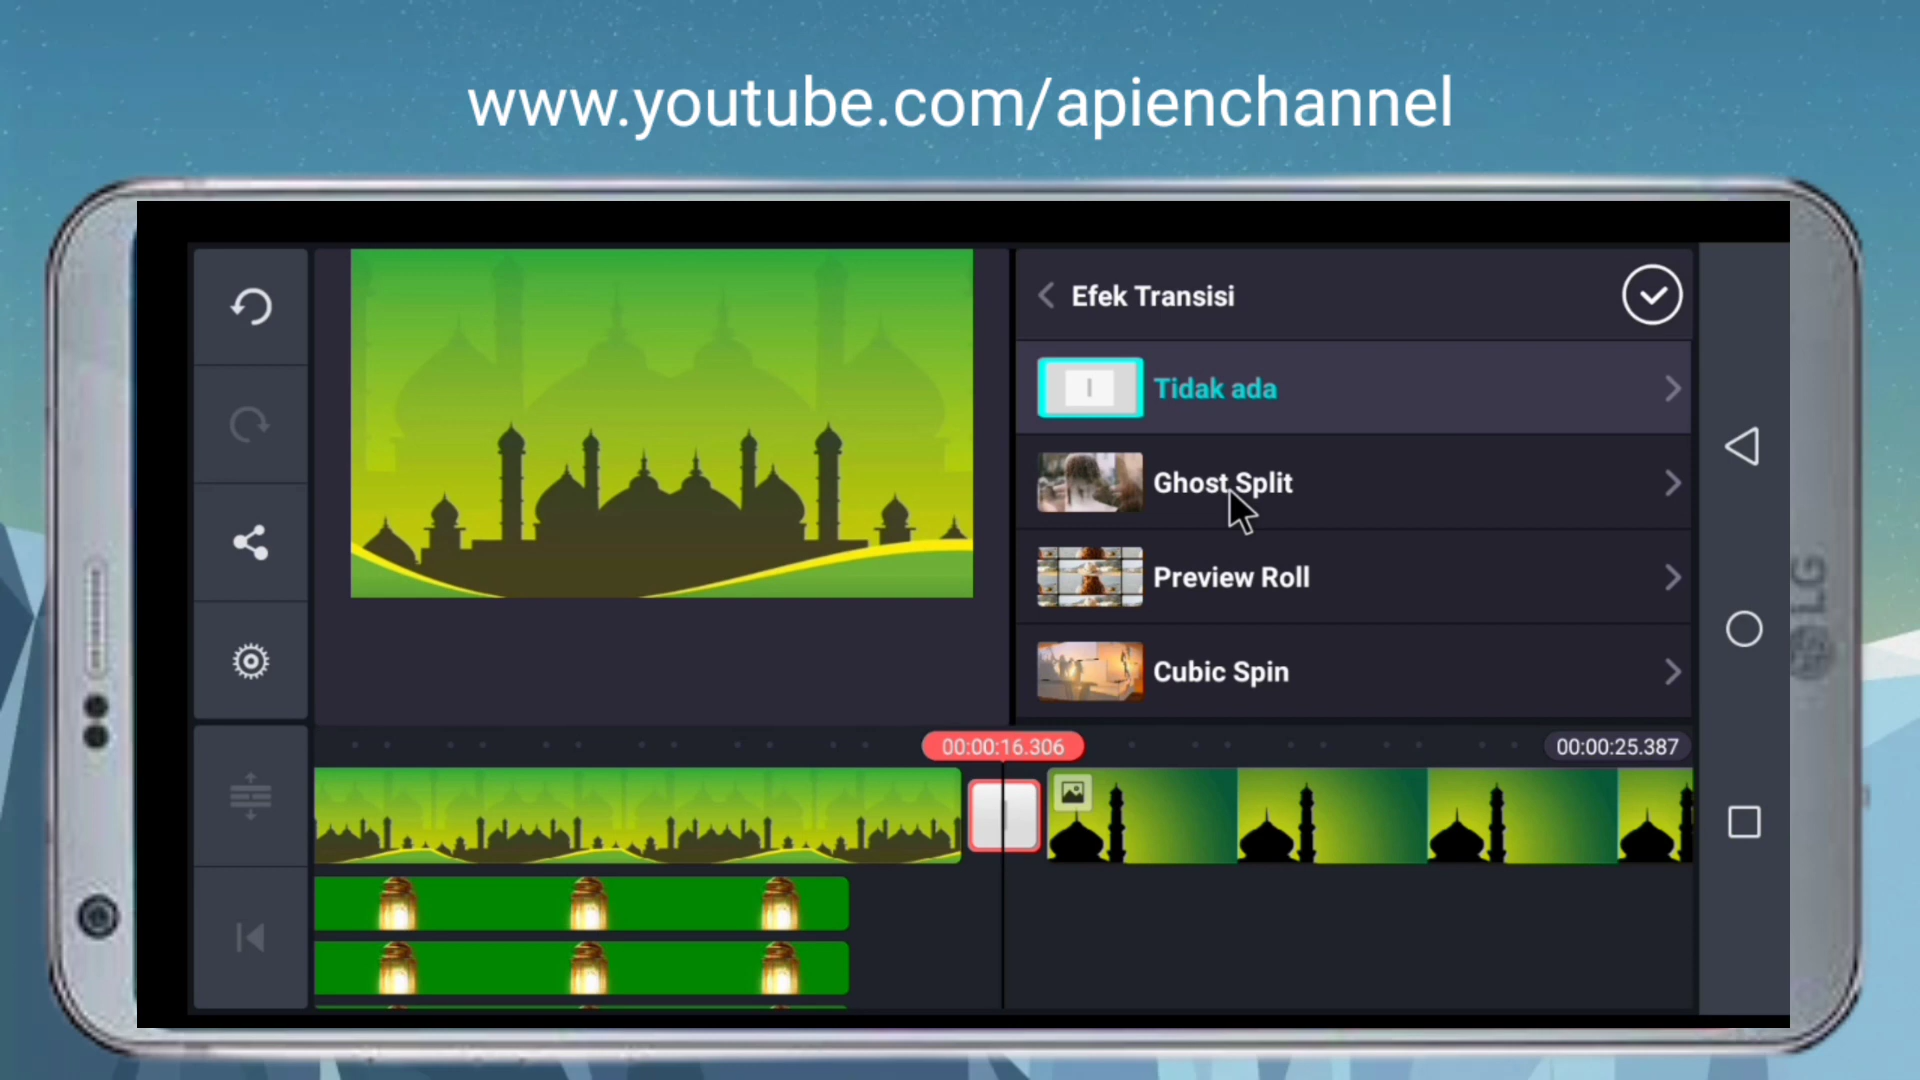 www.youtube.com/apienchannel
Efek Transisi
Tidak ada
Ghost Split
Preview Roll
Cubic Spin
00:00:16.306
00:00:25.387
LG